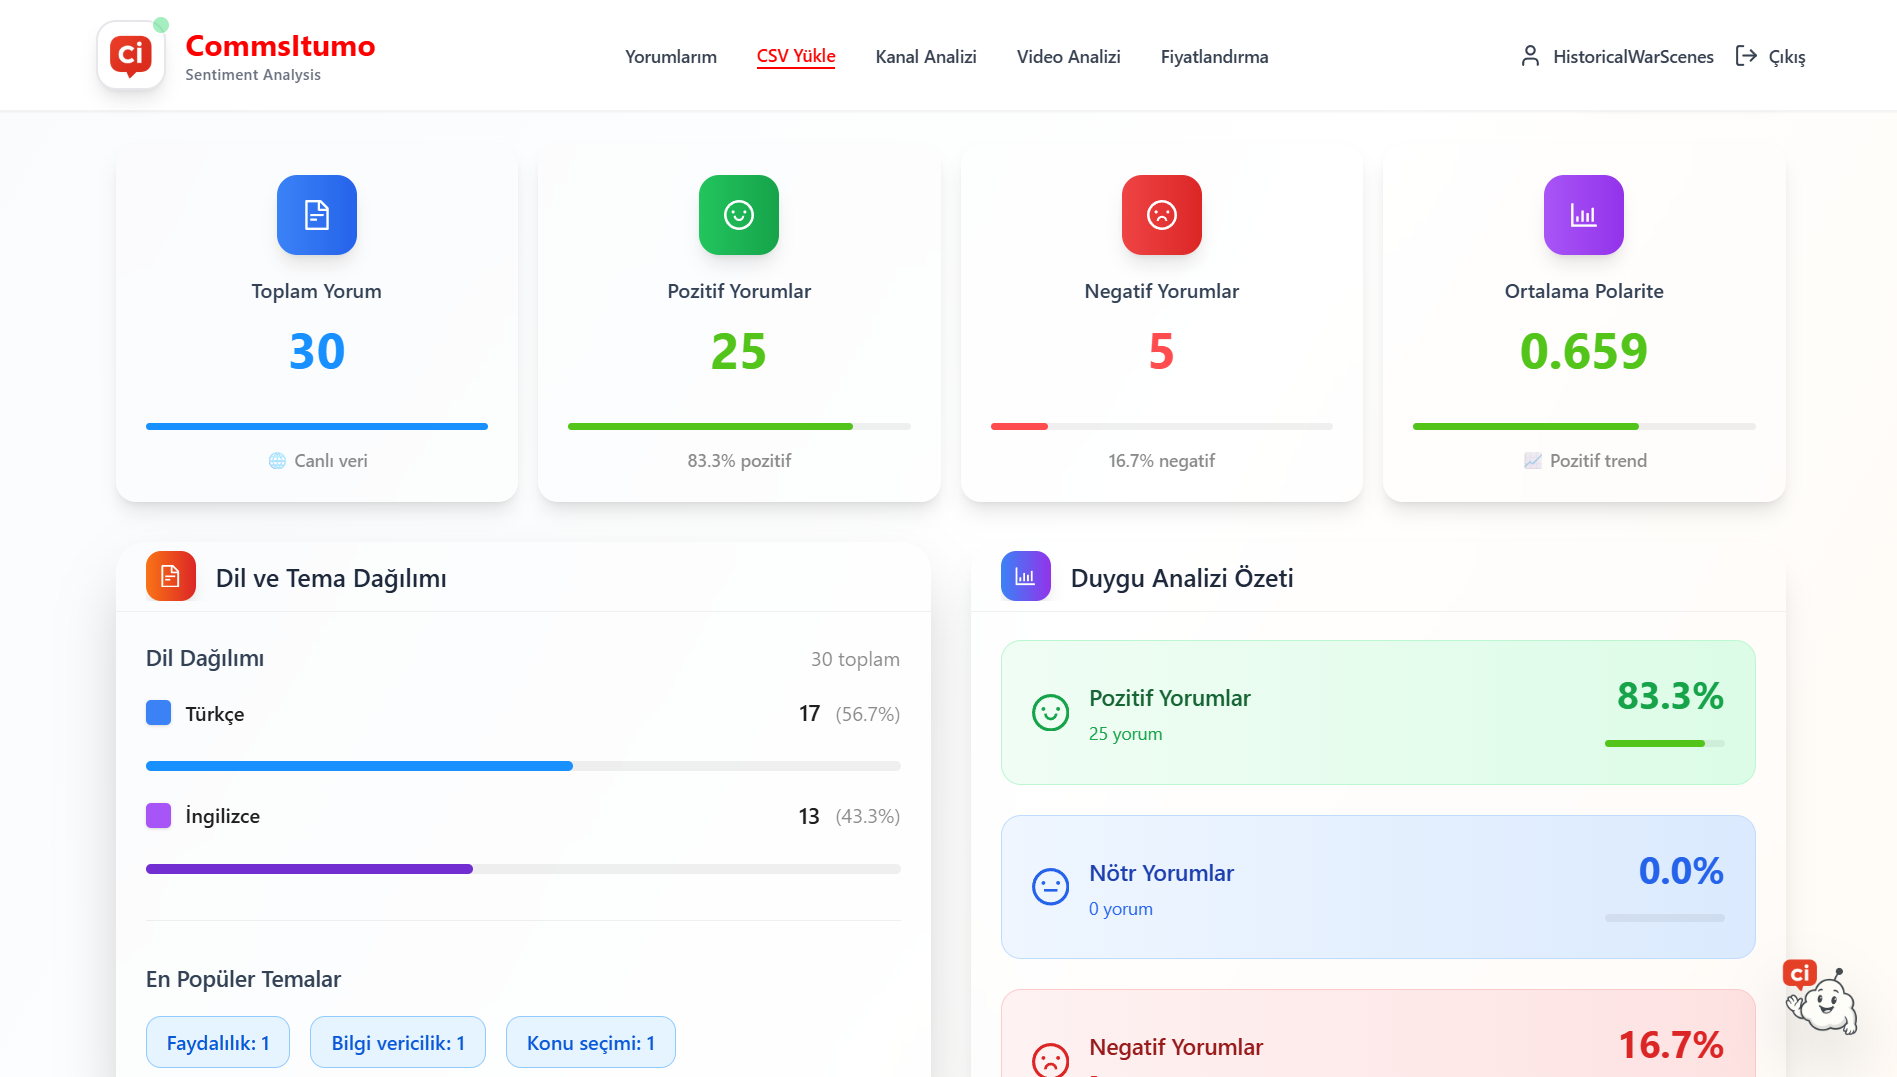 ci
CommsItumo
Sentiment Analysis
Yorumlarım
CSV Yükle
Kanal Analizi
Video Analizi
Fiyatlandırma
HistoricalWarScenes
Çıkış
Toplam Yorum
30
Canlı veri
Pozitif Yorumlar
25
83.3% pozitif
Negatif Yorumlar
5
16.7% negatif
Ortalama Polarite
0.659
Pozitif trend
Dil ve Tema Dağılımı
Dil Dağılımı
30 toplam
Türkçe
17 (56.7%)
İngilizce
13 (43.3%)
En Popüler Temalar
Faydalılık: 1
Bilgi vericilik: 1
Konu seçimi: 1
Duygu Analizi Özeti
Pozitif Yorumlar
25 yorum
83.3%
Nötr Yorumlar
0 yorum
0.0%
Negatif Yorumlar
16.7%
ci